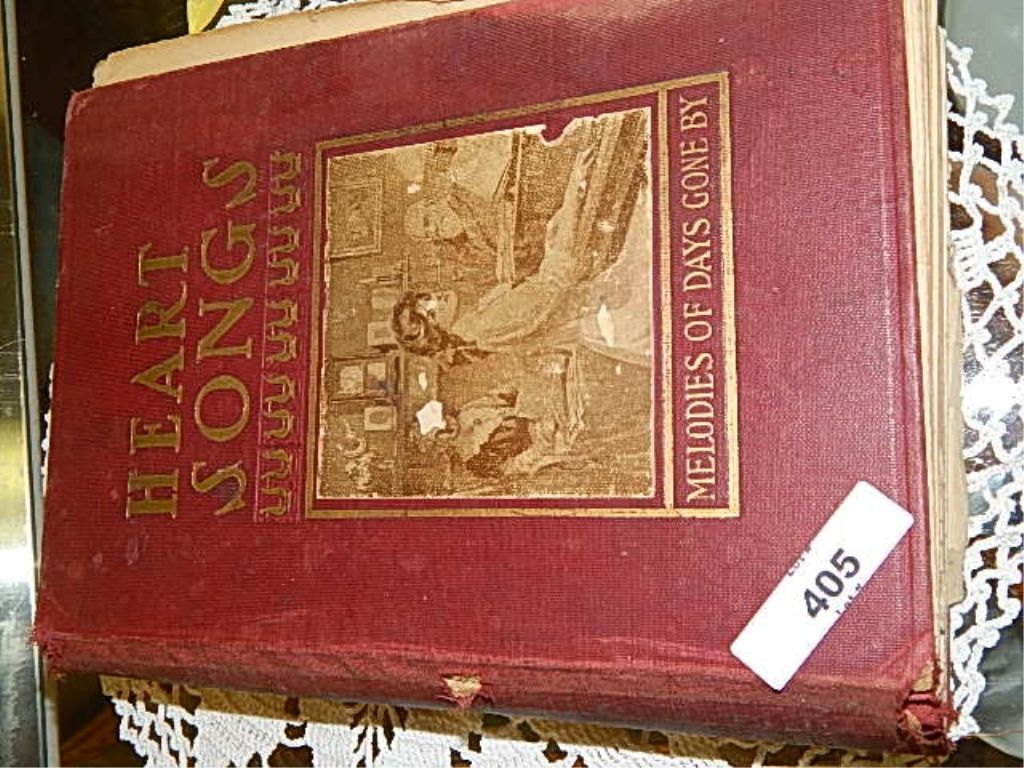 HEART
SONGS
MELODIES OF DAYS GONE BY
405